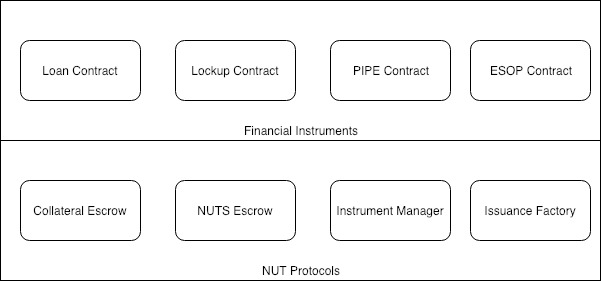 Loan Contract
Lockup Contract
PIPE Contract
ESOP Contract
Financial Instruments
Collateral Escrow
NUTS Escrow
Instrument Manager
Issuance Factory
NUT Protocols